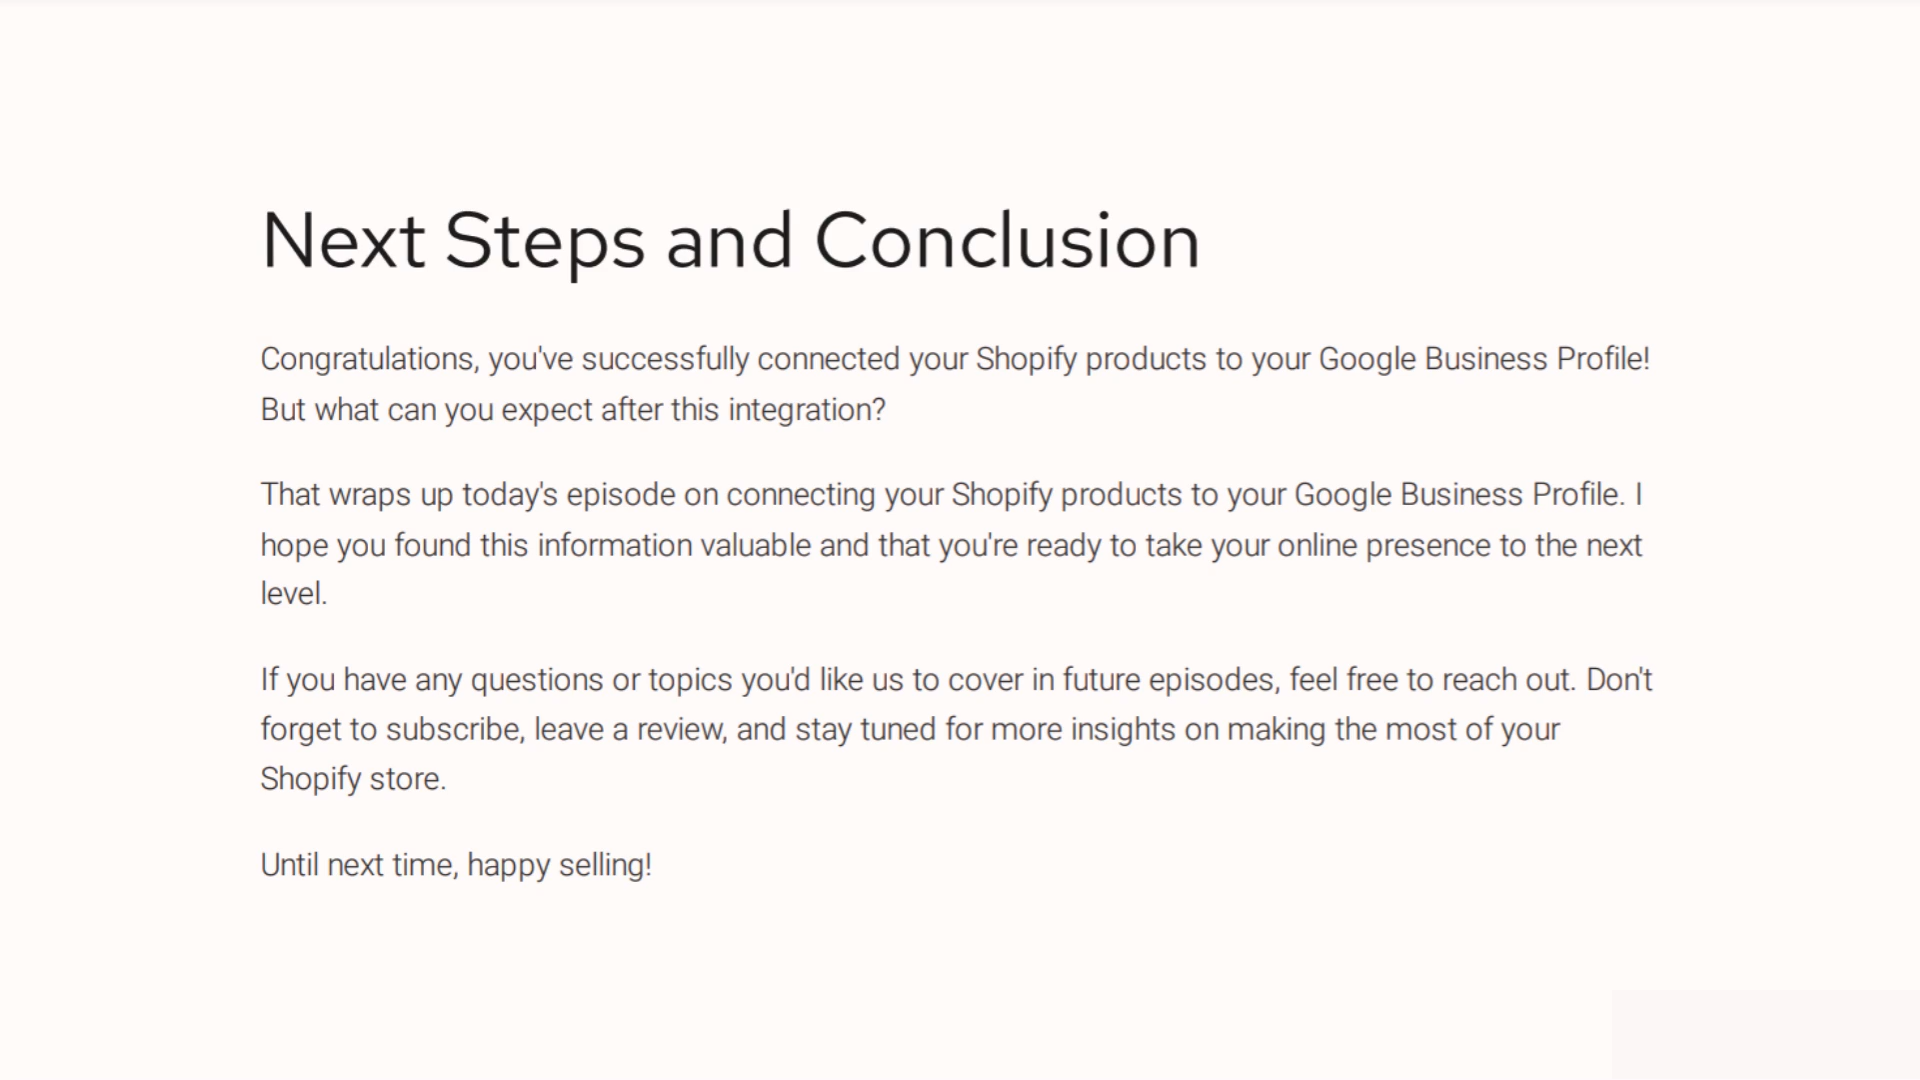 Next Steps and Conclusion
Congratulations, you've successfully connected your Shopify products to your Google Business Profile!
But what can you expect after this integration?
That wraps up today's episode on connecting your Shopify products to your Google Business Profile. I
hope you found this information valuable and that you're ready to take your online presence to the next
level.
If you have any questions or topics you'd like us to cover in future episodes, feel free to reach out. Don't
forget to subscribe, leave a review, and stay tuned for more insights on making the most of your
Shopify store.
Until next time, happy selling!